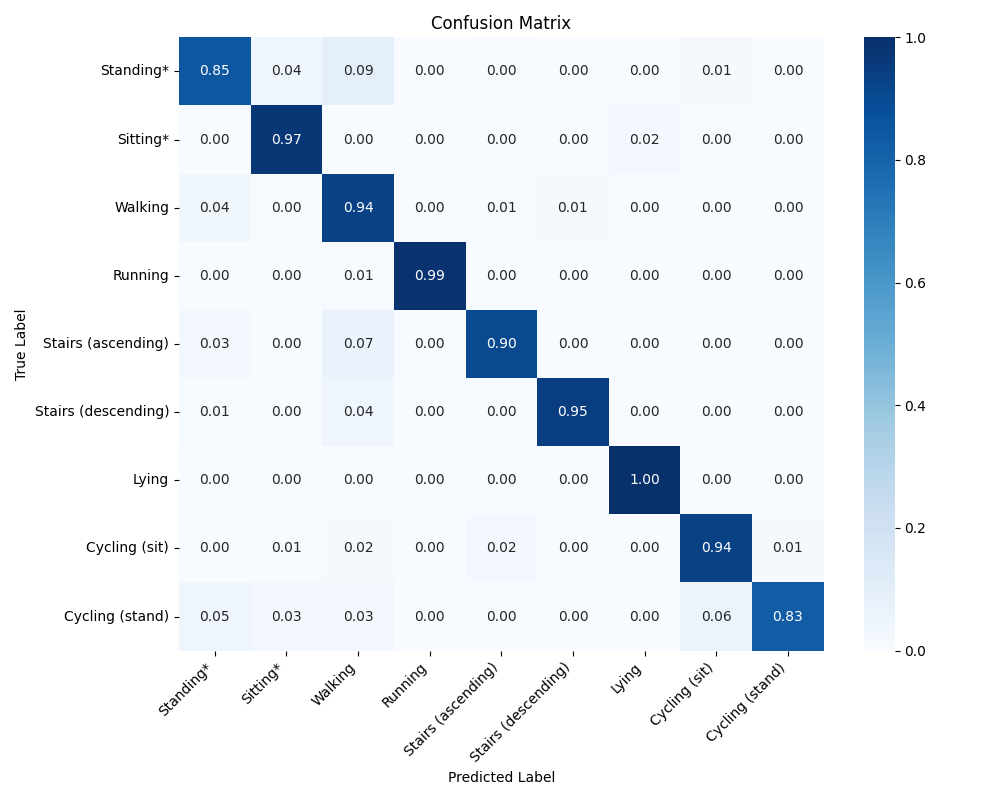 Confusion Matrix
Standing* 0.85 0.04 0.09 0.00 0.00 0.00 0.00 0.01 0.00
Sitting* 0.00 0.97 0.00 0.00 0.00 0.00 0.02 0.00 0.00
Walking 0.04 0.00 0.94 0.00 0.01 0.01 0.00 0.00 0.00
Running 0.00 0.00 0.01 0.99 0.00 0.00 0.00 0.00 0.00
Stairs (ascending) 0.03 0.00 0.07 0.00 0.90 0.00 0.00 0.00 0.00
Stairs (descending) 0.01 0.00 0.04 0.00 0.00 0.95 0.00 0.00 0.00
Lying 0.00 0.00 0.00 0.00 0.00 0.00 1.00 0.00 0.00
Cycling (sit) 0.00 0.01 0.02 0.00 0.02 0.00 0.00 0.94 0.01
Cycling (stand) 0.05 0.03 0.03 0.00 0.00 0.00 0.00 0.06 0.83
True Label
Standing* Sitting* Walking Running Stairs (ascending) Stairs (descending) Lying Cycling (sit) Cycling (stand)
Predicted Label
1.0
0.8
0.6
0.4
0.2
0.0